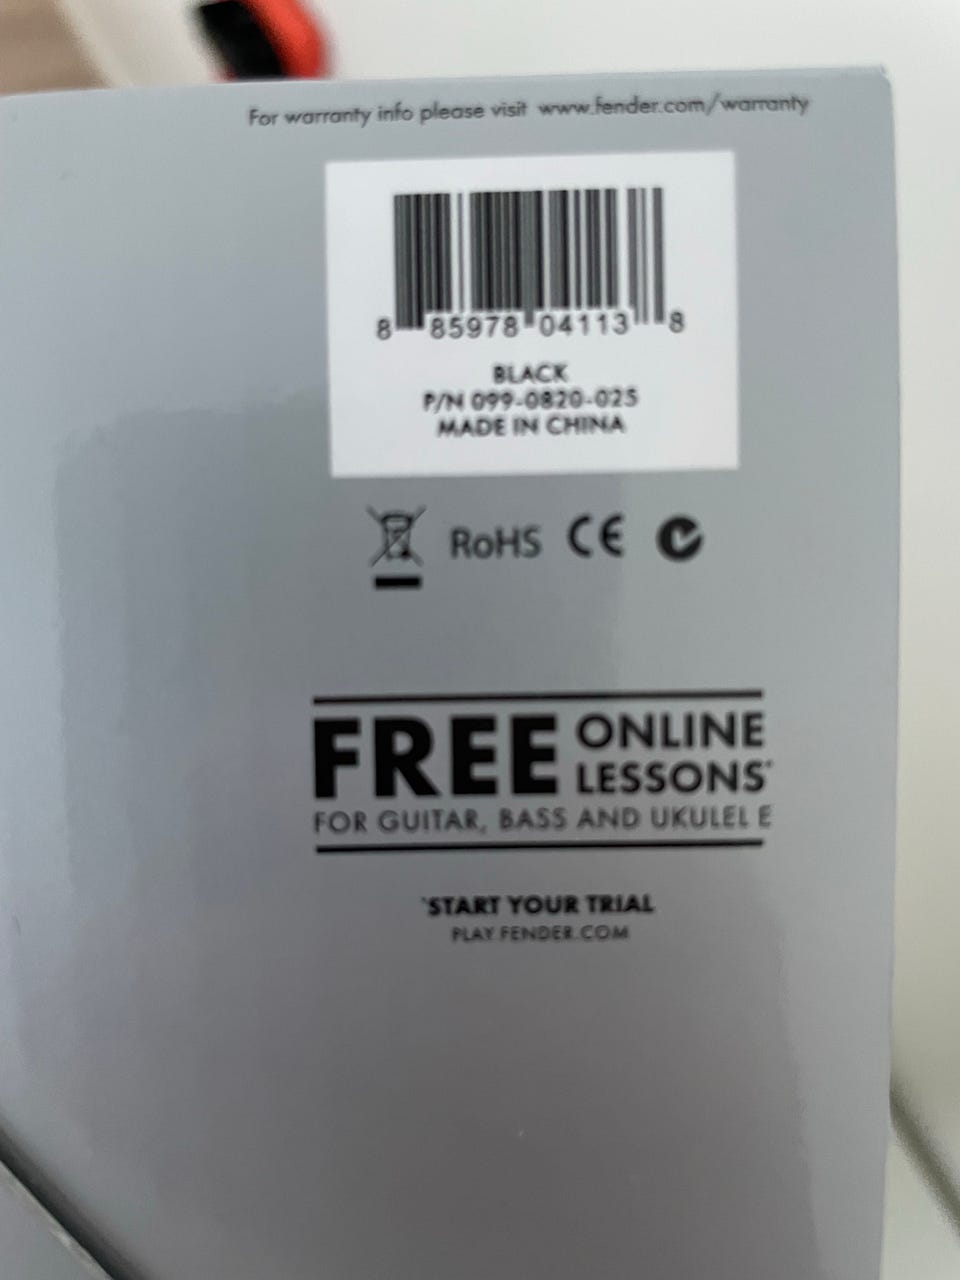 For warranty info please visit www.fender.com/warranty
8 85978 04113 8
BLACK
P/N 099-0820-025
MADE IN CHINA
RoHS CE
FREE ONLINE LESSONS*
FOR GUITAR, BASS AND UKULEL E
*START YOUR TRIAL
PLAY.FENDER.COM